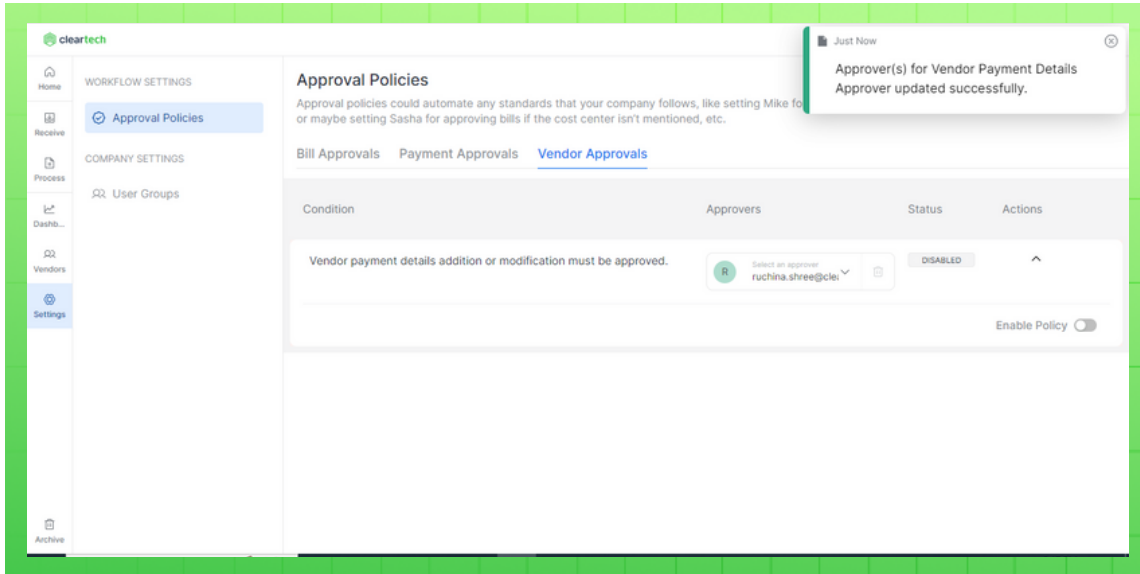 cleartech
Just Now
Approver(s) for Vendor Payment Details
Approver updated successfully.
Home
Receive
Process
Dashb...
Vendors
Settings
Archive
WORKFLOW SETTINGS
Approval Policies
COMPANY SETTINGS
User Groups
Approval Policies
Approval policies could automate any standards that your company follows, like setting Mike fo
or maybe setting Sasha for approving bills if the cost center isn't mentioned, etc.
Bill Approvals Payment Approvals Vendor Approvals
Condition Approvers Status Actions
Vendor payment details addition or modification must be approved.
R
Select an approver
ruchina.shree@cle
DISABLED
Enable Policy